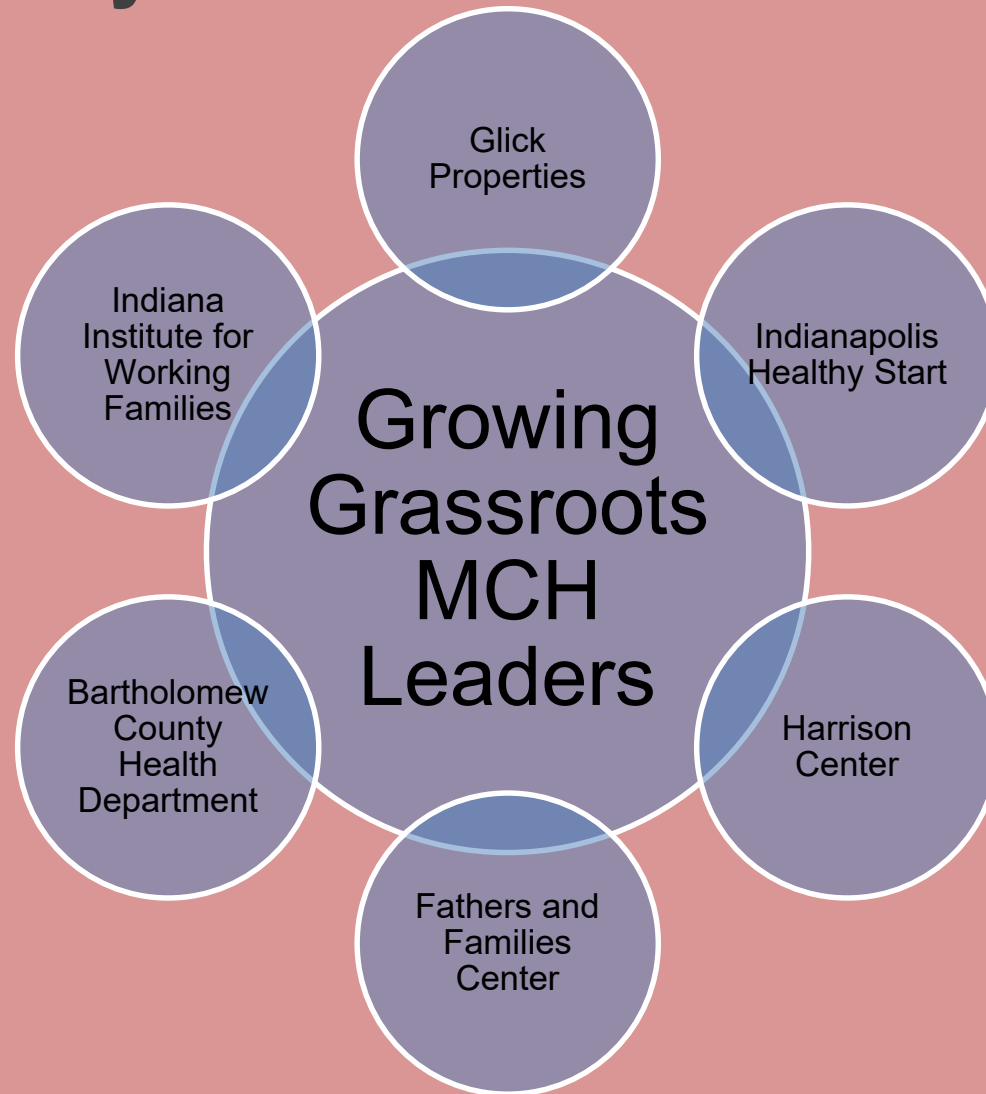 Glick
Properties
Indiana
Institute for
Working
Families
Indianapolis
Healthy Start
Growing
Grassroots
MCH
Leaders
Bartholomew
County
Health
Department
Harrison
Center
Fathers and
Families
Center